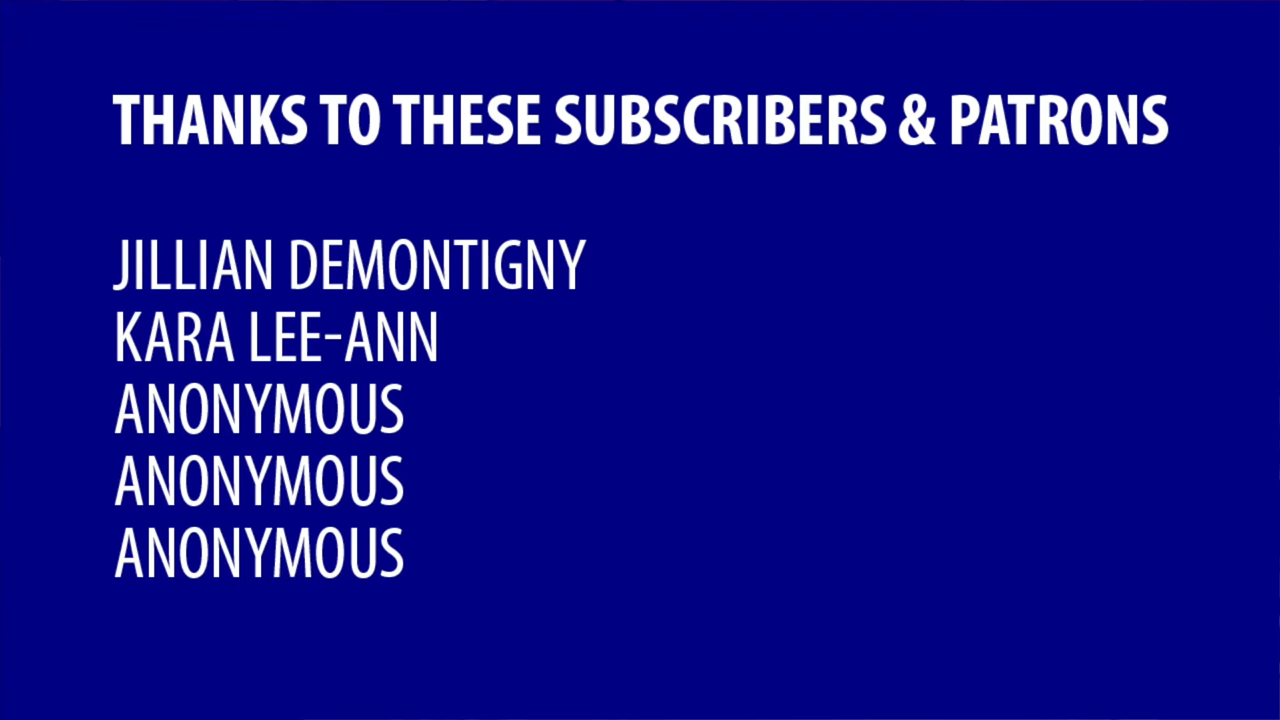 THANKS TO THESE SUBSCRIBERS & PATRONS
JILLIAN DEMONTIGNY
KARA LEE-ANN
ANONYMOUS
ANONYMOUS
ANONYMOUS